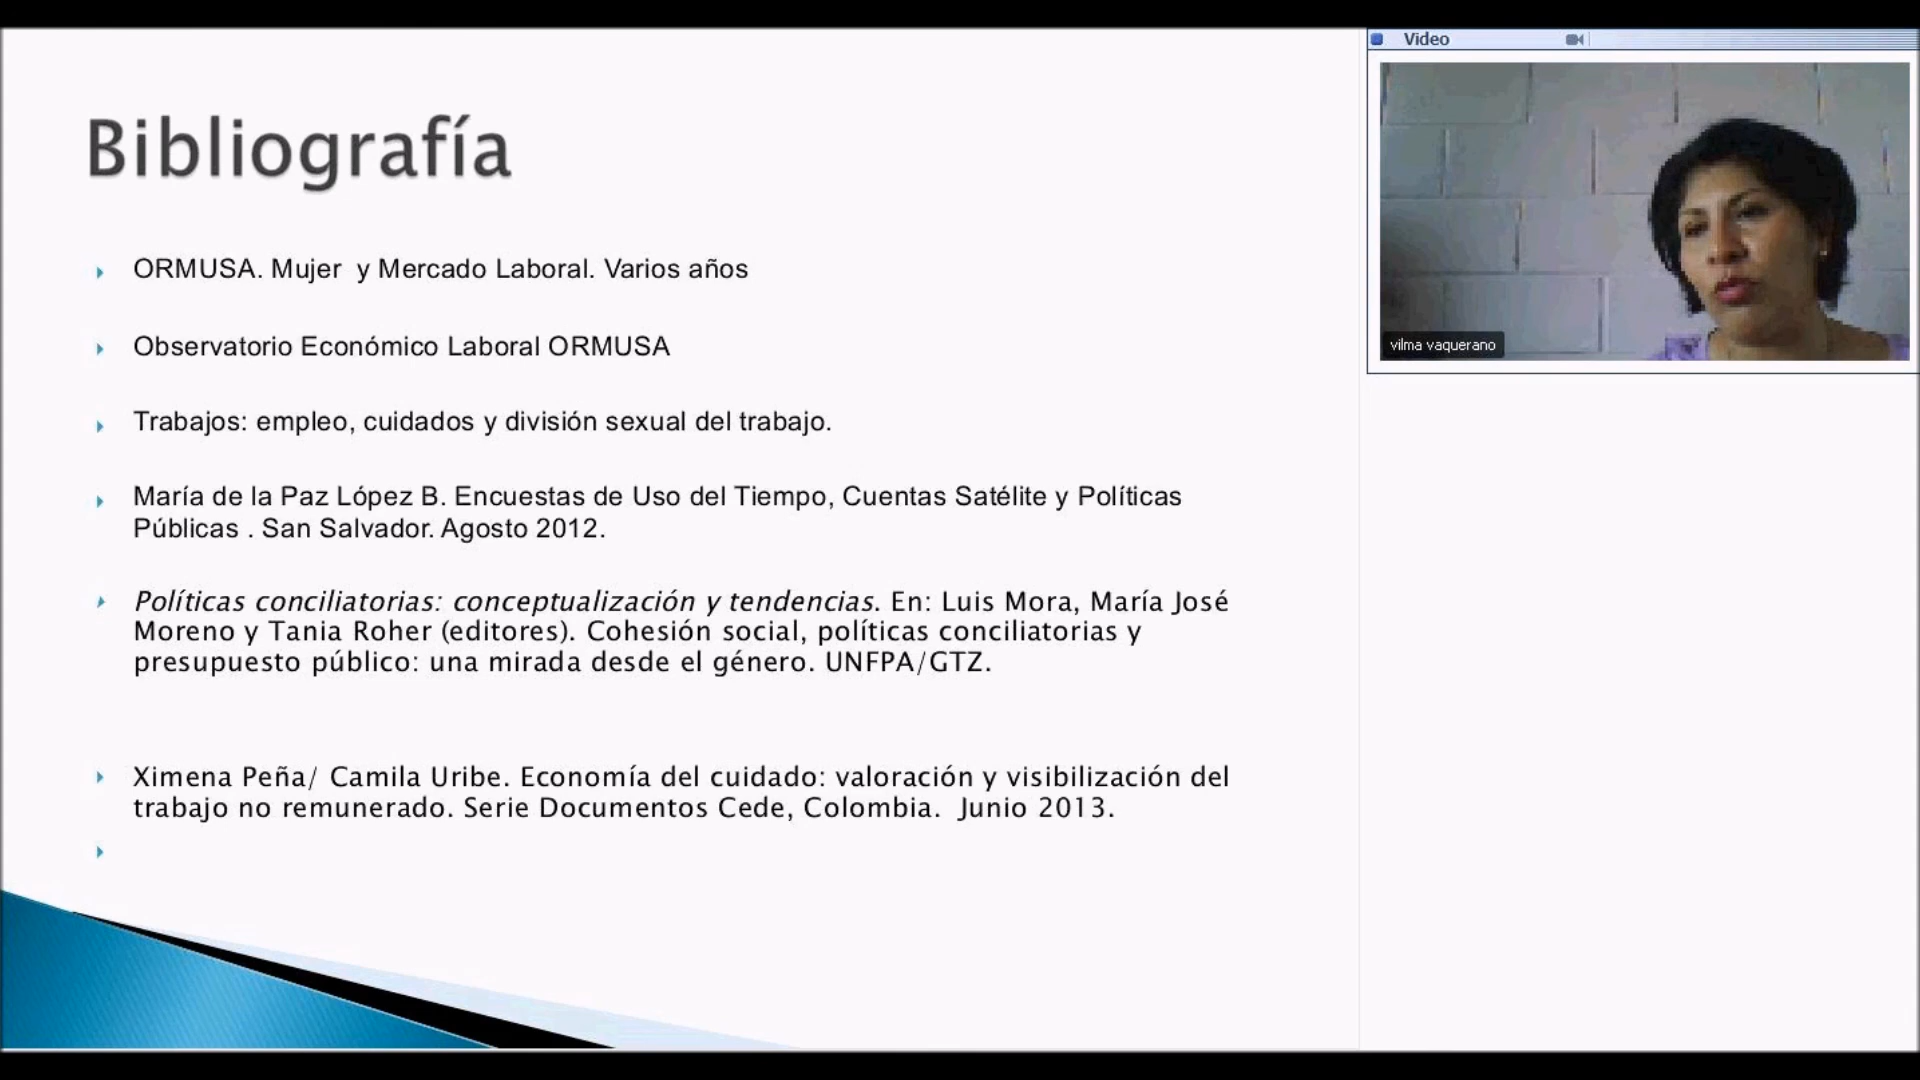 Bibliografía
ORMUSA. Mujer y Mercado Laboral. Varios años
Observatorio Económico Laboral ORMUSA
Trabajos: empleo, cuidados y división sexual del trabajo.
María de la Paz López B. Encuestas de Uso del Tiempo, Cuentas Satélite y Políticas
Públicas . San Salvador. Agosto 2012.
Políticas conciliatorias: conceptualización y tendencias. En: Luis Mora, María José
Moreno y Tania Roher (editores). Cohesión social, políticas conciliatorias y
presupuesto público: una mirada desde el género. UNFPA/GTZ.
Ximena Peña/ Camila Uribe. Economía del cuidado: valoración y visibilización del
trabajo no remunerado. Serie Documentos Cede, Colombia. Junio 2013.
Video
vilma vaquerano